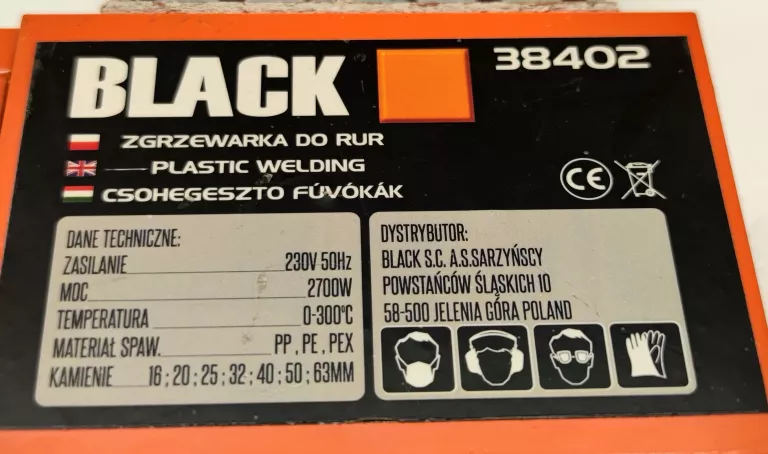 BLACK
38402
ZGRZEWARKA DO RUR
PLASTIC WELDING
CSOHEGESZTO FÚVÓKÁK
CE
DANE TECHNICZNE:
ZASILANIE 230V 50Hz
MOC 2700W
TEMPERATURA 0-300°C
MATERIAŁ SPAW. PP, PE, PEX
KAMIENIE 16;20;25;32;40;50;63MM
DYSTRYBUTOR:
BLACK S.C. A.S.SARZYŃSCY
POWSTAŃCÓW ŚLĄSKICH 10
58-500 JELENIA GÓRA POLAND